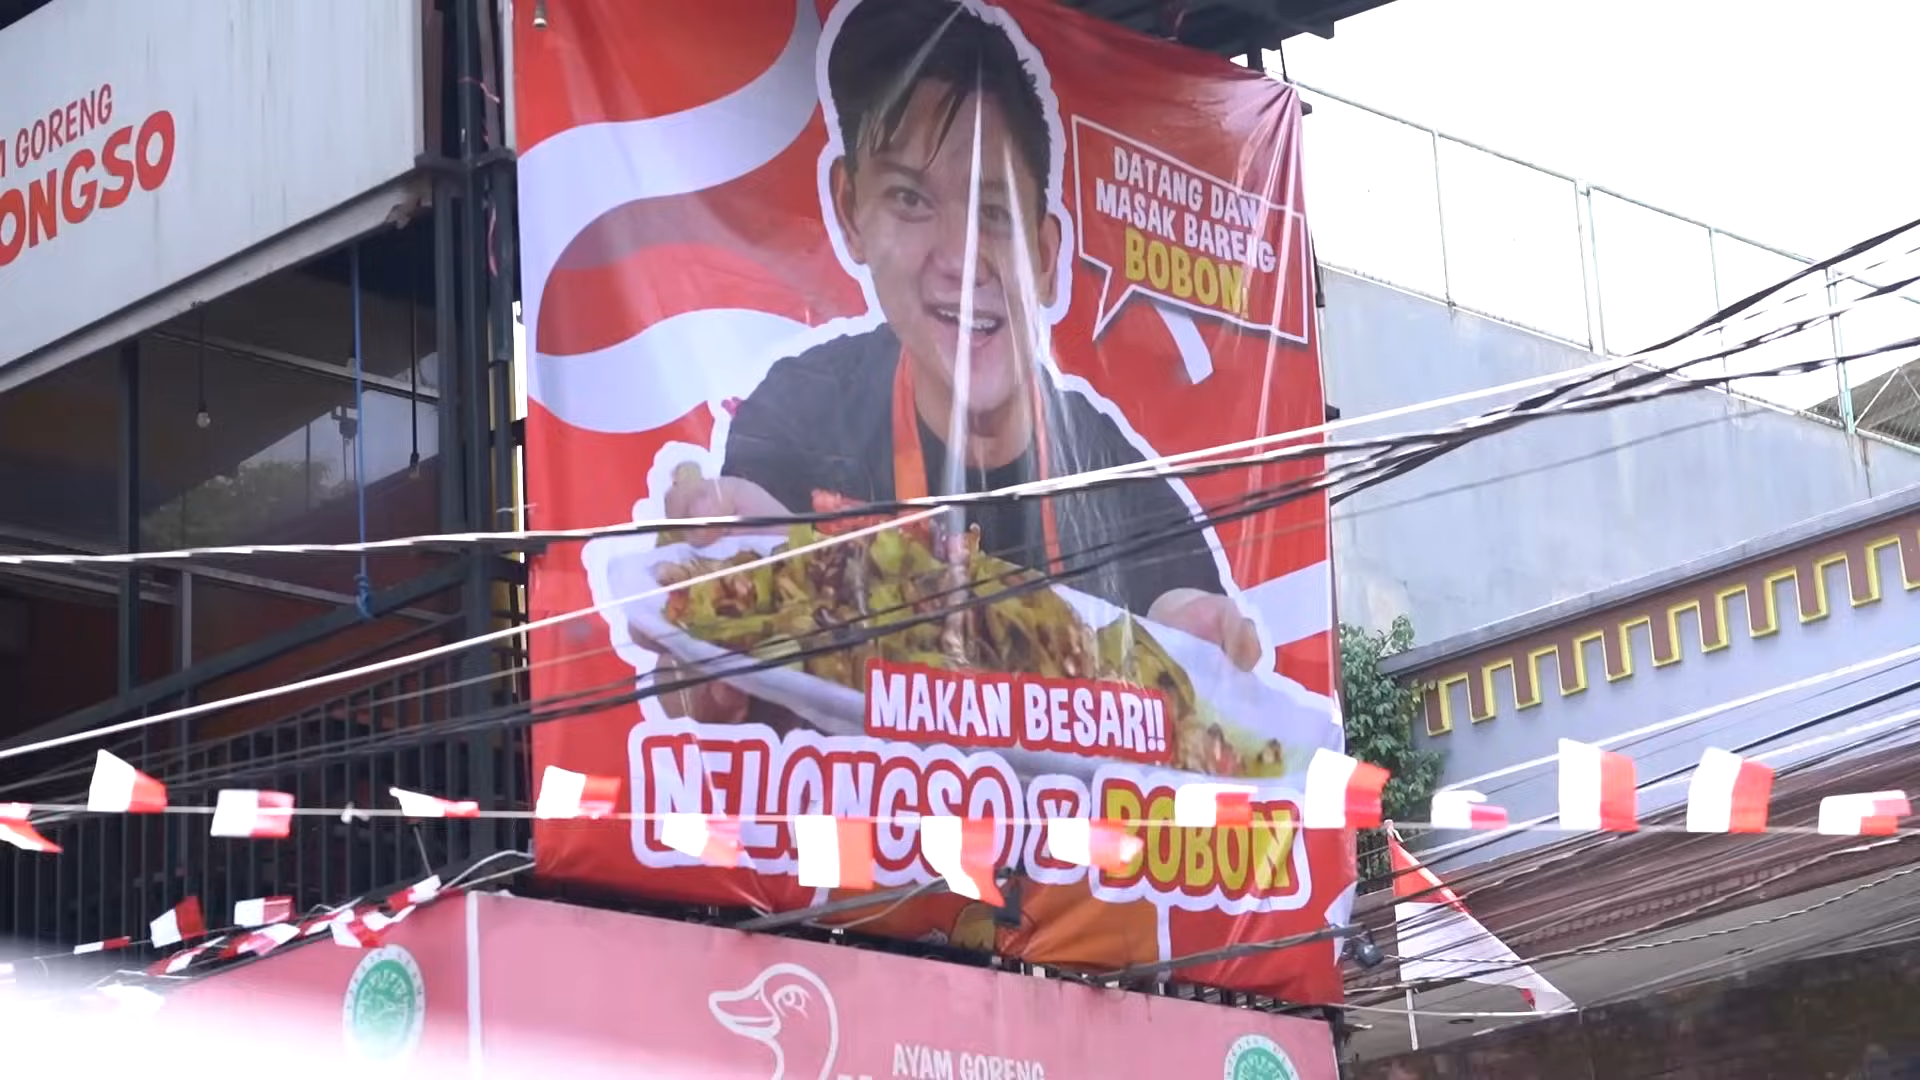 GORENG
ONGSO
DATANG DAN
MASAK BARENG
BOBON!
MAKAN BESAR!!
NELONGSO X BOBON
AYAM GORENG